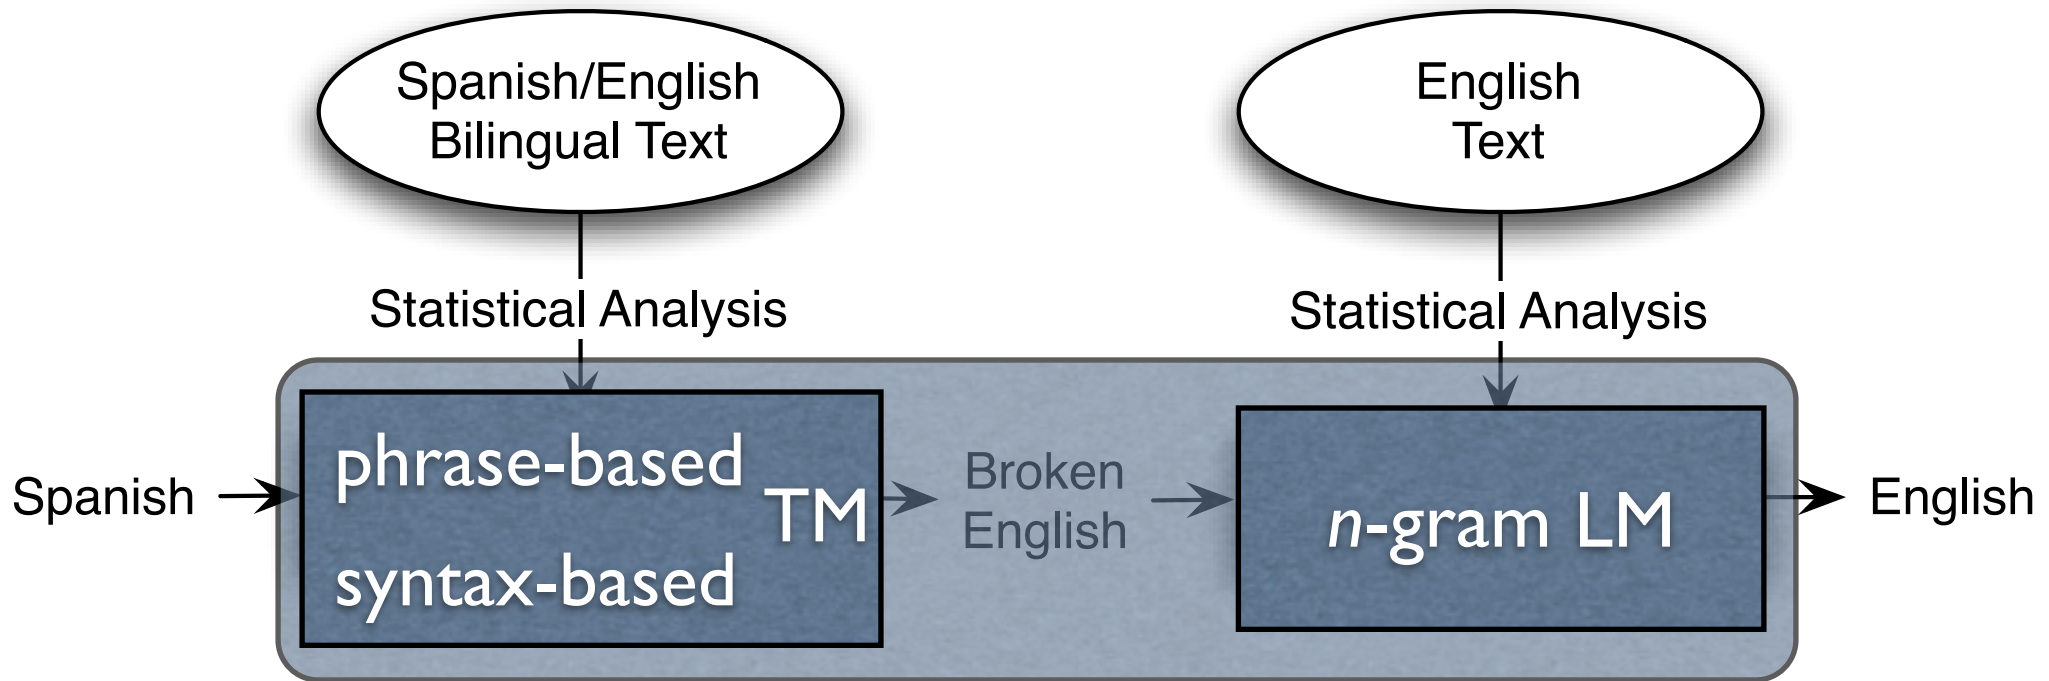 Spanish/English
Bilingual Text
English
Text
Statistical Analysis
Statistical Analysis
Spanish
phrase-based
syntax-based
TM
Broken
English
n-gram LM
English